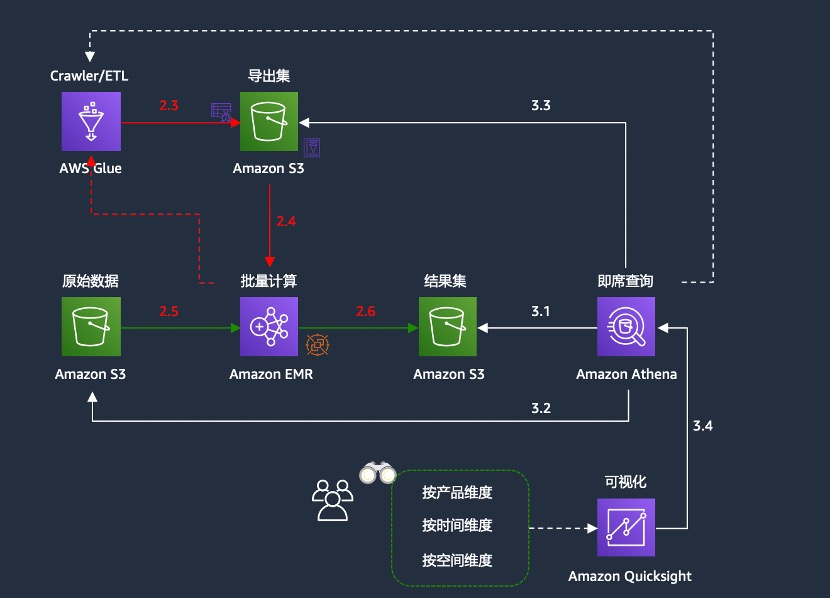 Crawler/ETL
导出集
2.3
3.3
AWS Glue
Amazon S3
2.4
原始数据
批量计算
结果集
即席查询
2.5
2.6
3.1
Amazon S3
Amazon EMR
Amazon S3
Amazon Athena
3.2
3.4
可视化
按产品维度
按时间维度
按空间维度
Amazon Quicksight